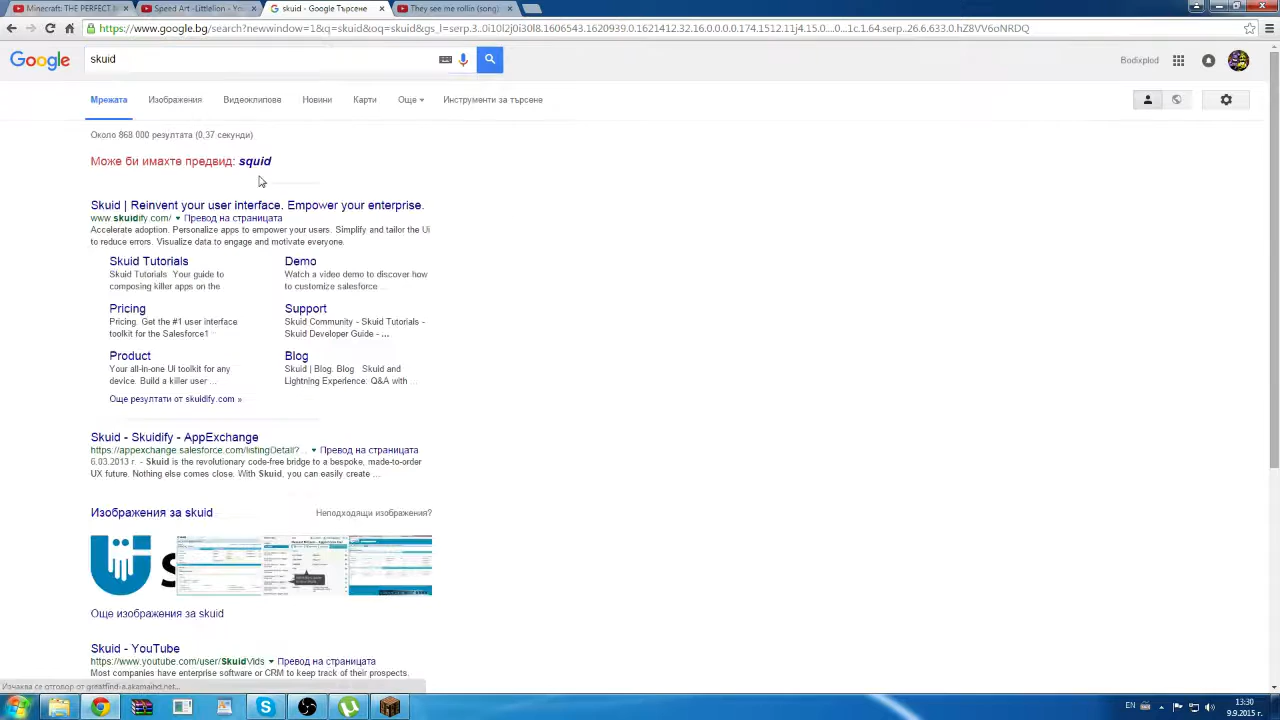 Minecraft: THE PERFECT
Speed Art -Littlelion - You
skuid - Google Търсене
They see me rollin (song)
https://www.google.bg/search?newwindow=1&q=skuid&oq=skuid&gs_l=serp.3..0i10l2j0i30l8.1606543.1620939.0.1621412.32.16.0.0.0.0.174.1512.11j4.15.0....0...1c.1.64.serp..26.6.633.0.hZ8VV6oNRDQ
Google
skuid
Bodixplod
Мрежата Изображения Видеоклипове Новини Карти Още Инструменти за търсене
Около 868 000 резултата (0,37 секунди)
Може би имахте предвид: squid
Skuid | Reinvent your user interface. Empower your enterprise.
www.skuidify.com/ Превод на страницата
Accelerate adoption. Personalize apps to empower your users. Simplify and tailor the Ui
to reduce errors. Visualize data to engage and motivate everyone.
Skuid Tutorials
Skuid Tutorials Your guide to
composing killer apps on the
Demo
Watch a video demo to discover how
to customize salesforce ...
Pricing
Pricing. Get the #1 user interface
toolkit for the Salesforce1
Support
Skuid Community - Skuid Tutorials -
Skuid Developer Guide - ...
Product
Your all-in-one Ui toolkit for any
device. Build a killer user ...
Blog
Skuid | Blog. Blog Skuid and
Lightning Experience: Q&A with ...
Още резултати от skuidify.com »
Skuid - Skuidify - AppExchange
https://appexchange.salesforce.com/listingDetail?... Превод на страницата
6.03.2013 г. - Skuid is the revolutionary code-free bridge to a bespoke, made-to-order
UX future. Nothing else comes close. With Skuid, you can easily create ...
Изображения за skuid
Неподходящи изображения?
Още изображения за skuid
Skuid - YouTube
https://www.youtube.com/user/SkuidVids Превод на страницата
Most companies have enterprise software or CRM to keep track of their prospects.
Изчаква се отговор от greatfind-a.akamaihd.net...
EN
13:30
9.9.2015 г.